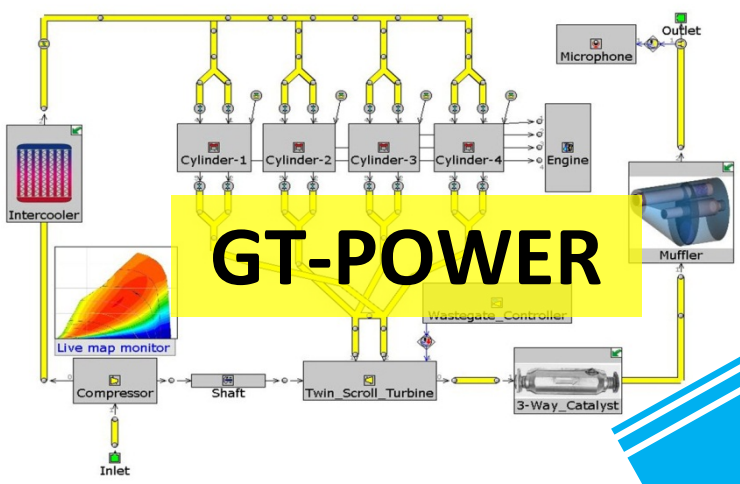 Outlet
Microphone
Cylinder-1
Cylinder-2
Cylinder-3
Cylinder-4
Engine
Intercooler
GT-POWER
Muffler
Wastegate_Controller
Live map monitor
Compressor
Shaft
Twin_Scroll_Turbine
3-Way_Catalyst
Inlet